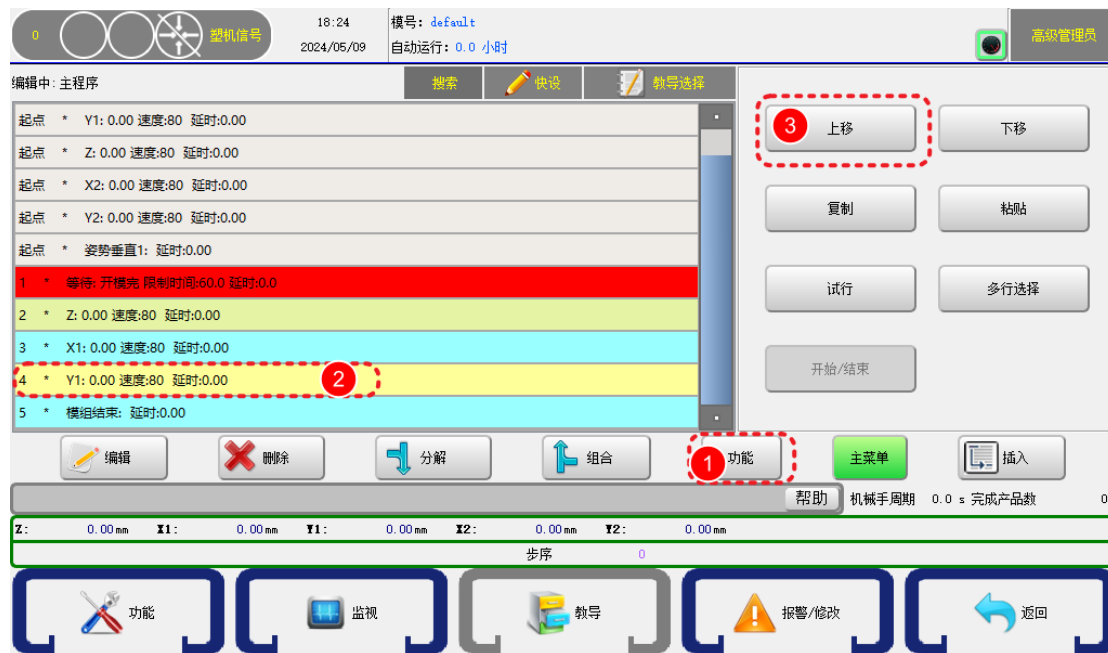 0 塑机信号 18:24 模号: default 高级管理员
2024/05/09 自动运行: 0.0 小时
编辑中: 主程序 搜索 快设 教导选择
起点 * Y1: 0.00 速度:80 延时:0.00
起点 * Z: 0.00 速度:80 延时:0.00
起点 * X2: 0.00 速度:80 延时:0.00
起点 * Y2: 0.00 速度:80 延时:0.00
起点 * 姿势垂直1: 延时:0.00
1 * 等待: 开模完 限制时间:60.0 延时:0.0
2 * Z: 0.00 速度:80 延时:0.00
3 * X1: 0.00 速度:80 延时:0.00
4 * Y1: 0.00 速度:80 延时:0.00 2
5 * 模组结束: 延时:0.00
3 上移 下移
复制 粘贴
试行 多行选择
开始/结束
编辑 删除 分解 组合 1 功能 主菜单 插入
帮助 机械手周期 0.0 s 完成产品数 0
Z: 0.00mm X1: 0.00mm Y1: 0.00mm X2: 0.00mm Y2: 0.00mm
步序 0
功能 监视 教导 报警/修改 返回